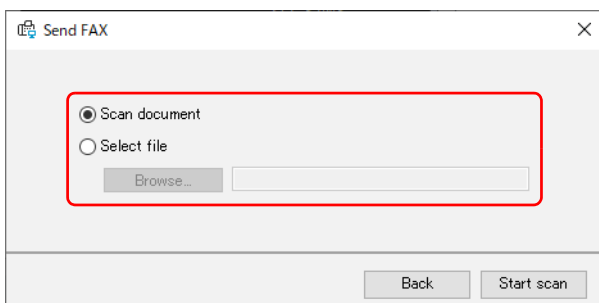 Send FAX
Scan document
Select file
Browse...
Back Start scan